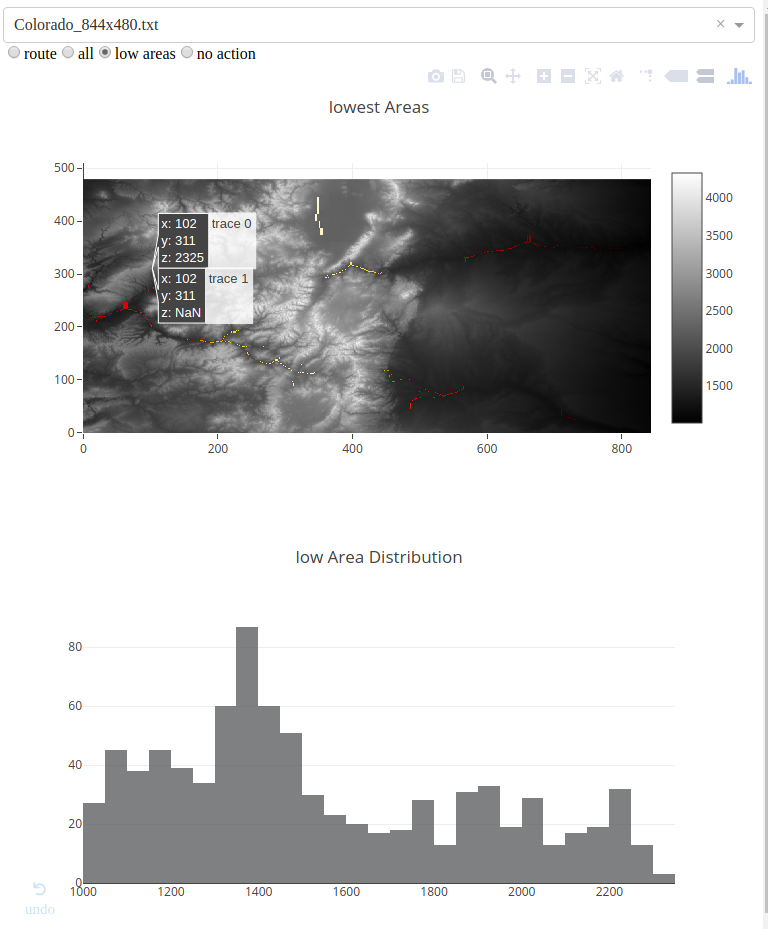 Colorado_844x480.txt
× 
route all low areas no action
lowest Areas
500
400
300
200
100
0
0 200 400 600 800
x: 102 trace 0
y: 311
z: 2325
x: 102 trace 1
y: 311
z: NaN
4000
3500
3000
2500
2000
1500
low Area Distribution
80
60
40
20
0
1000 1200 1400 1600 1800 2000 2200
undo